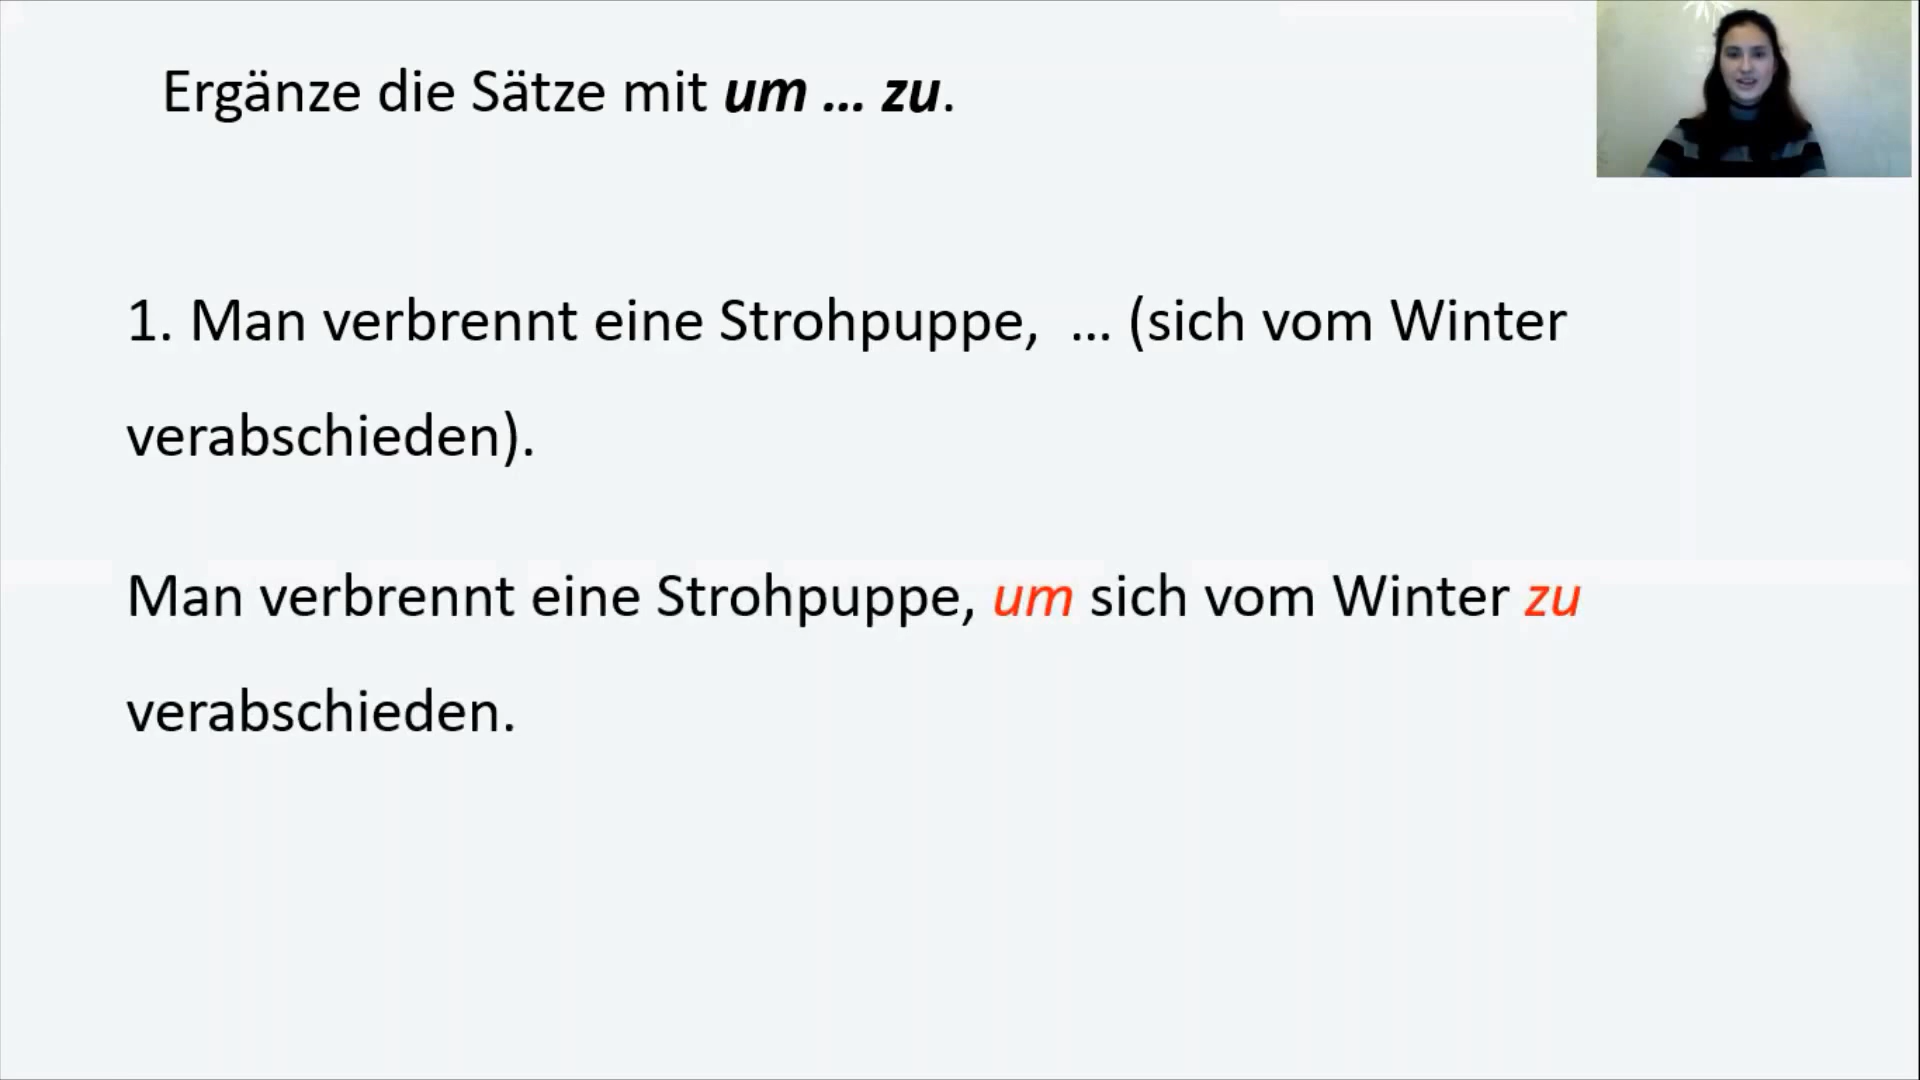 Ergänze die Sätze mit um ... zu.
1. Man verbrennt eine Strohpuppe, ... (sich vom Winter
verabschieden).
Man verbrennt eine Strohpuppe, um sich vom Winter zu
verabschieden.